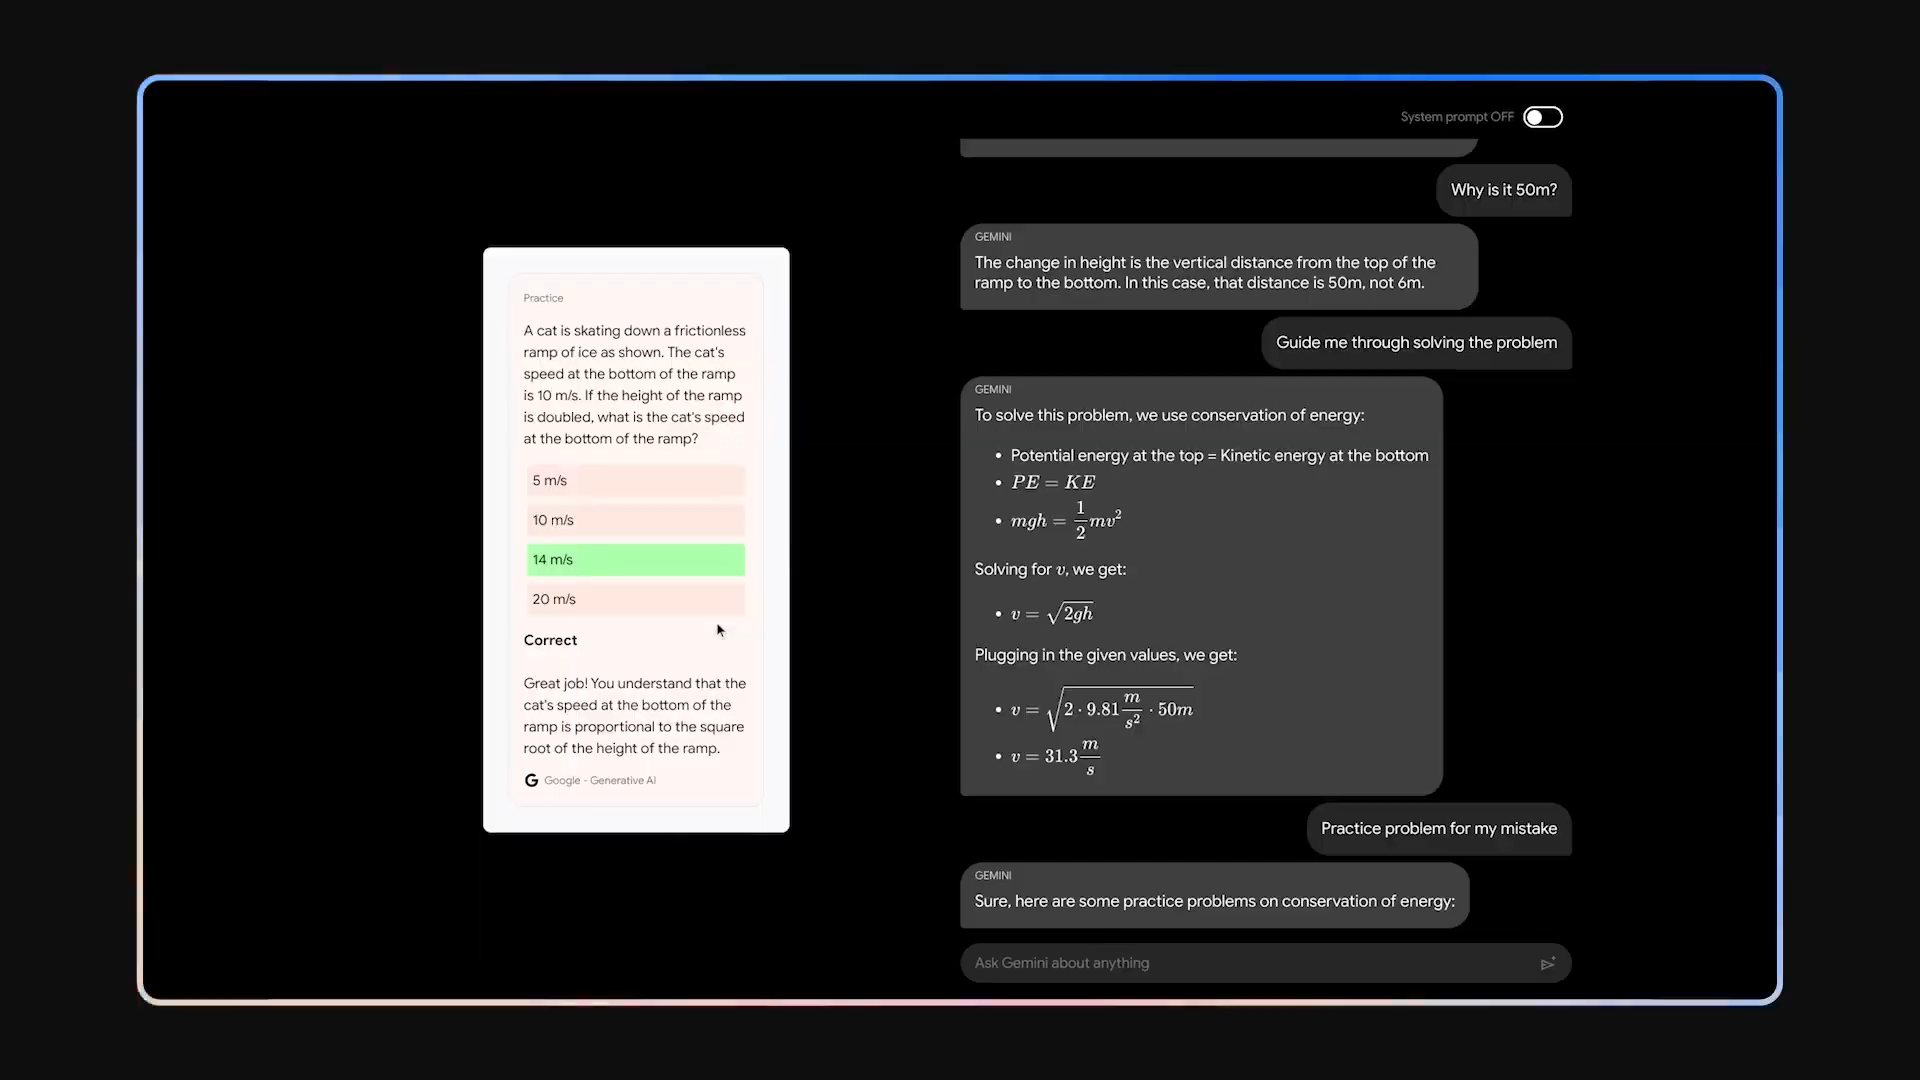 System prompt OFF
Why is it 50m?
GEMINI
The change in height is the vertical distance from the top of the
ramp to the bottom. In this case, that distance is 50m, not 6m.
Guide me through solving the problem
GEMINI
To solve this problem, we use conservation of energy:
• Potential energy at the top = Kinetic energy at the bottom
• PE = KE
• mgh = 1/2 mv²
Solving for v, we get:
• v = √2gh
Plugging in the given values, we get:
• v = √2 · 9.81 m/s² · 50m
• v = 31.3 m/s
Practice problem for my mistake
GEMINI
Sure, here are some practice problems on conservation of energy:
Ask Gemini about anything
Practice
A cat is skating down a frictionless
ramp of ice as shown. The cat's
speed at the bottom of the ramp
is 10 m/s. If the height of the ramp
is doubled, what is the cat's speed
at the bottom of the ramp?
5 m/s
10 m/s
14 m/s
20 m/s
Correct
Great job! You understand that the
cat's speed at the bottom of the
ramp is proportional to the square
root of the height of the ramp.
G Google - Generative AI